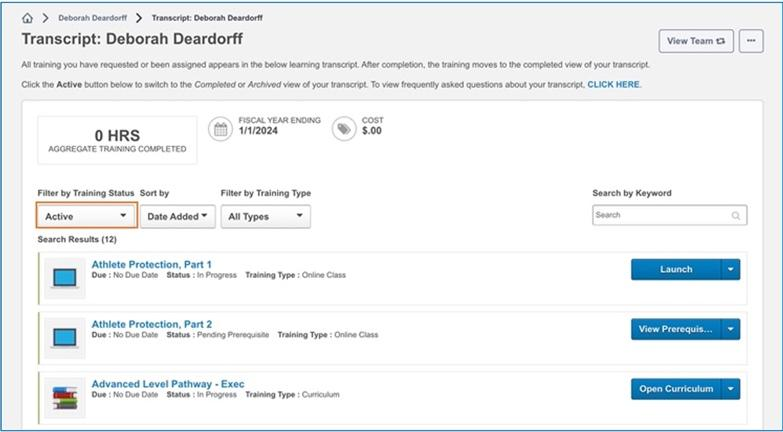 Deborah Deardorff Transcript: Deborah Deardorff
Transcript: Deborah Deardorff
View Team
All training you have requested or been assigned appears in the below learning transcript. After completion, the training moves to the completed view of your transcript.
Click the Active button below to switch to the Completed or Archived view of your transcript. To view frequently asked questions about your transcript, CLICK HERE.
0 HRS
AGGREGATE TRAINING COMPLETED
FISCAL YEAR ENDING
1/1/2024
COST
$.00
Filter by Training Status Sort by Filter by Training Type Search by Keyword
Active Date Added All Types Search
Search Results (12)
Athlete Protection, Part 1
Due : No Due Date Status : In Progress Training Type : Online Class
Launch
Athlete Protection, Part 2
Due : No Due Date Status : Pending Prerequisite Training Type : Online Class
View Prerequis...
Advanced Level Pathway - Exec
Due : No Due Date Status : In Progress Training Type : Curriculum
Open Curriculum